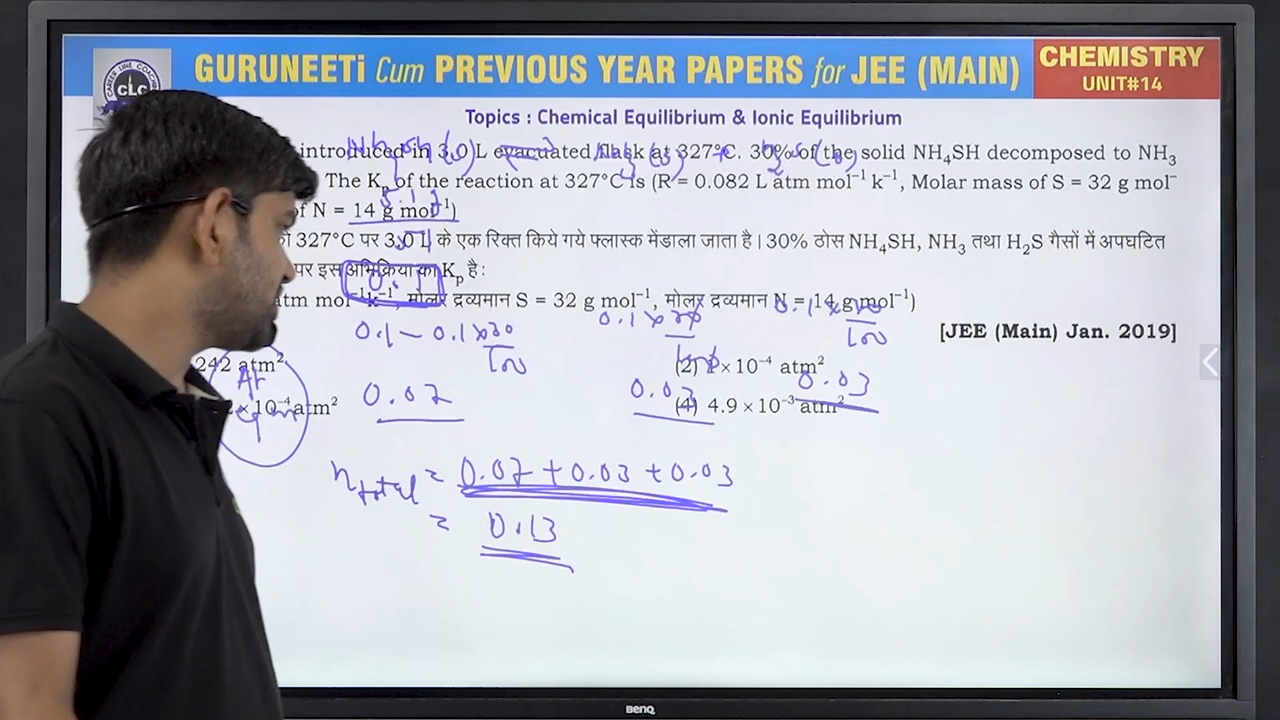 GURUNEETi Cum PREVIOUS YEAR PAPERS for JEE (MAIN)
CHEMISTRY
UNIT#14
CLC
Topics : Chemical Equilibrium & Ionic Equilibrium
introduced in 3.0 L evacuated flask at 327°C. 30% of the solid NH₄SH decomposed to NH₃
The Kp of the reaction at 327°C is (R = 0.082 L atm mol⁻¹ k⁻¹, Molar mass of S = 32 g mol⁻
of N = 14 g mol⁻¹)
को 327°C पर 3.0 L के एक रिक्त किये गये फ्लास्क मेंडाला जाता है। 30% ठोस NH₄SH, NH₃ तथा H₂S गैसों में अपघटित
पर इस अभिक्रिया का Kp है :
atm mol⁻¹k⁻¹, मोलर द्रव्यमान S = 32 g mol⁻¹, मोलर द्रव्यमान N = 14 g mol⁻¹)
[JEE (Main) Jan. 2019]
0.1 – 0.1×30/100
242 atm²
(2) 1×10⁻⁴ atm²
×10⁻⁴atm²
(4) 4.9×10⁻³ atm²
0.07
0.03
0.03
n total = 0.07 + 0.03 + 0.03
= 0.13
BenQ